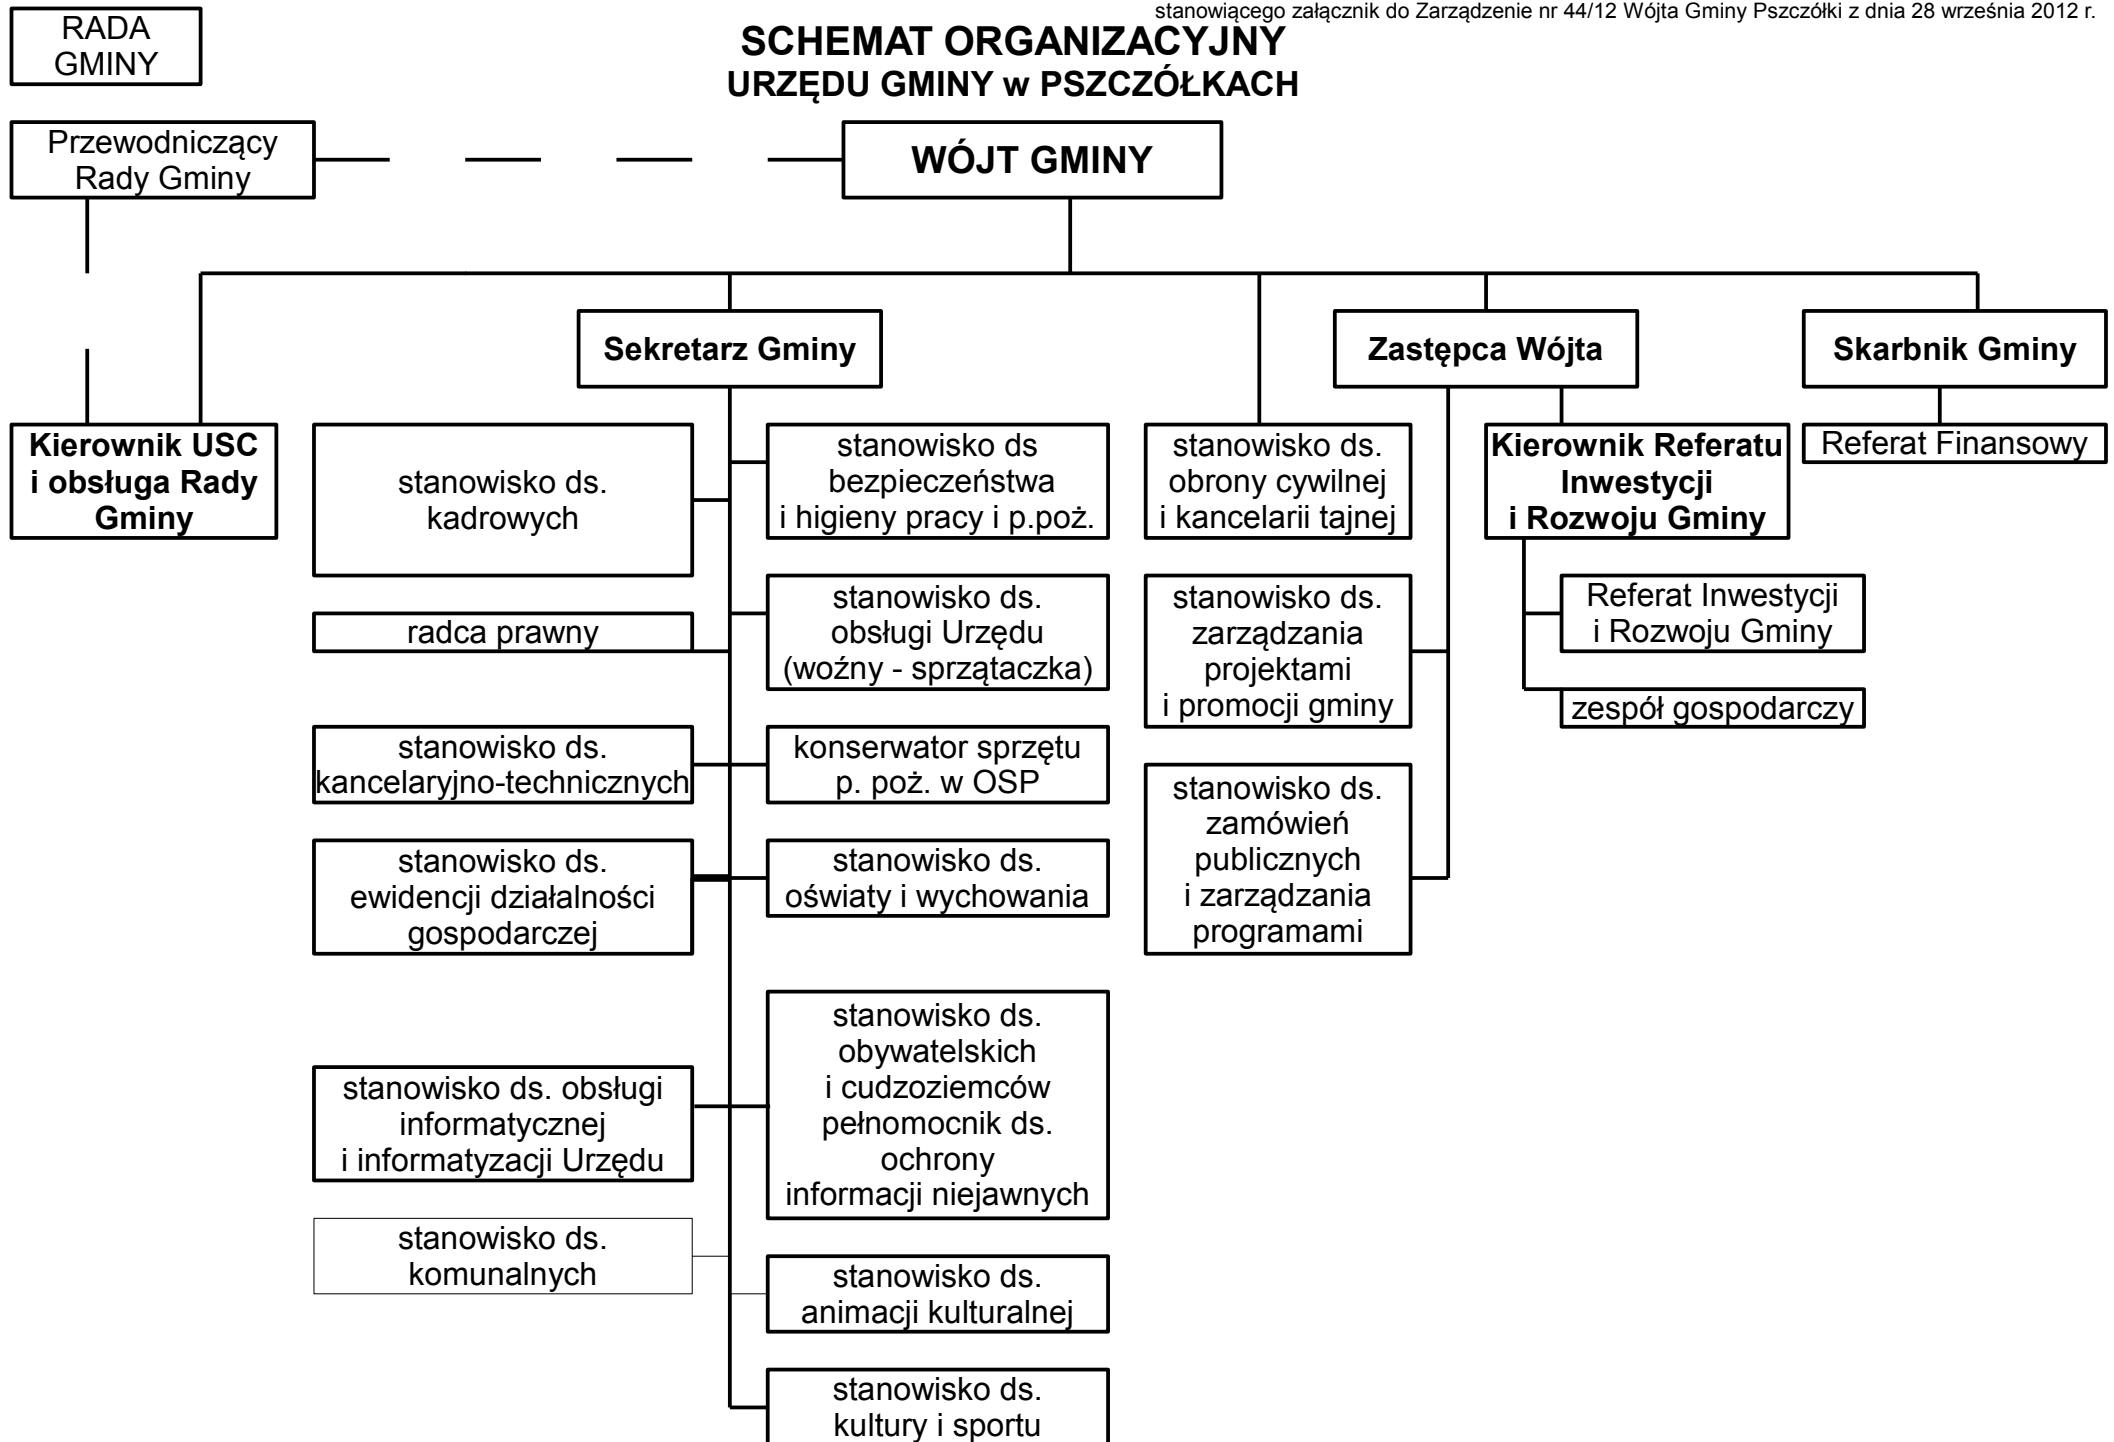 stanowiącego załącznik do Zarządzenie nr 44/12 Wójta Gminy Pszczółki z dnia 28 września 2012 r.
RADA
GMINY
SCHEMAT ORGANIZACYJNY
URZĘDU GMINY w PSZCZÓŁKACH
Przewodniczący
Rady Gminy
WÓJT GMINY
Sekretarz Gminy
Zastępca Wójta
Skarbnik Gminy
Kierownik USC
i obsługa Rady
Gminy
stanowisko ds.
kadrowych
stanowisko ds
bezpieczeństwa
i higieny pracy i p.poż.
stanowisko ds.
obrony cywilnej
i kancelarii tajnej
Kierownik Referatu
Inwestycji
i Rozwoju Gminy
Referat Finansowy
radca prawny
stanowisko ds.
obsługi Urzędu
(woźny - sprzątaczka)
stanowisko ds.
zarządzania
projektami
i promocji gminy
Referat Inwestycji
i Rozwoju Gminy
zespół gospodarczy
stanowisko ds.
kancelaryjno-technicznych
konserwator sprzętu
p. poż. w OSP
stanowisko ds.
zamówień
publicznych
i zarządzania
programami
stanowisko ds.
ewidencji działalności
gospodarczej
stanowisko ds.
oświaty i wychowania
stanowisko ds. obsługi
informatycznej
i informatyzacji Urzędu
stanowisko ds.
obywatelskich
i cudzoziemców
pełnomocnik ds.
ochrony
informacji niejawnych
stanowisko ds.
komunalnych
stanowisko ds.
animacji kulturalnej
stanowisko ds.
kultury i sportu